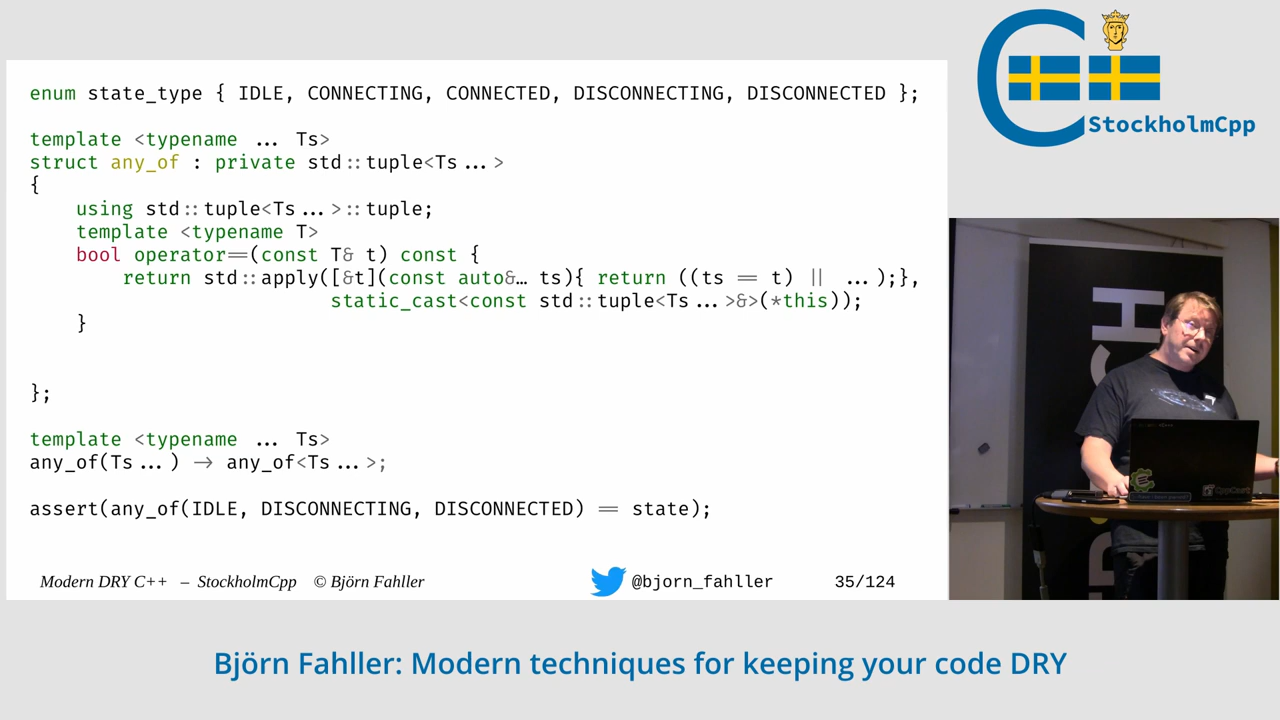 enum state_type { IDLE, CONNECTING, CONNECTED, DISCONNECTING, DISCONNECTED };
template <typename ... Ts>
struct any_of : private std::tuple<Ts...>
{
using std::tuple<Ts...>::tuple;
template <typename T>
bool operator==(const T& t) const {
return std::apply([&t](const auto&... ts){ return ((ts == t) || ...);},
static_cast<const std::tuple<Ts...>&>(*this));
}
};
template <typename ... Ts>
any_of(Ts...) -> any_of<Ts...>;
assert(any_of(IDLE, DISCONNECTING, DISCONNECTED) == state);
Modern DRY C++ – StockholmCpp © Björn Fahller
@bjorn_fahller
35/124
StockholmCpp
Björn Fahller: Modern techniques for keeping your code DRY